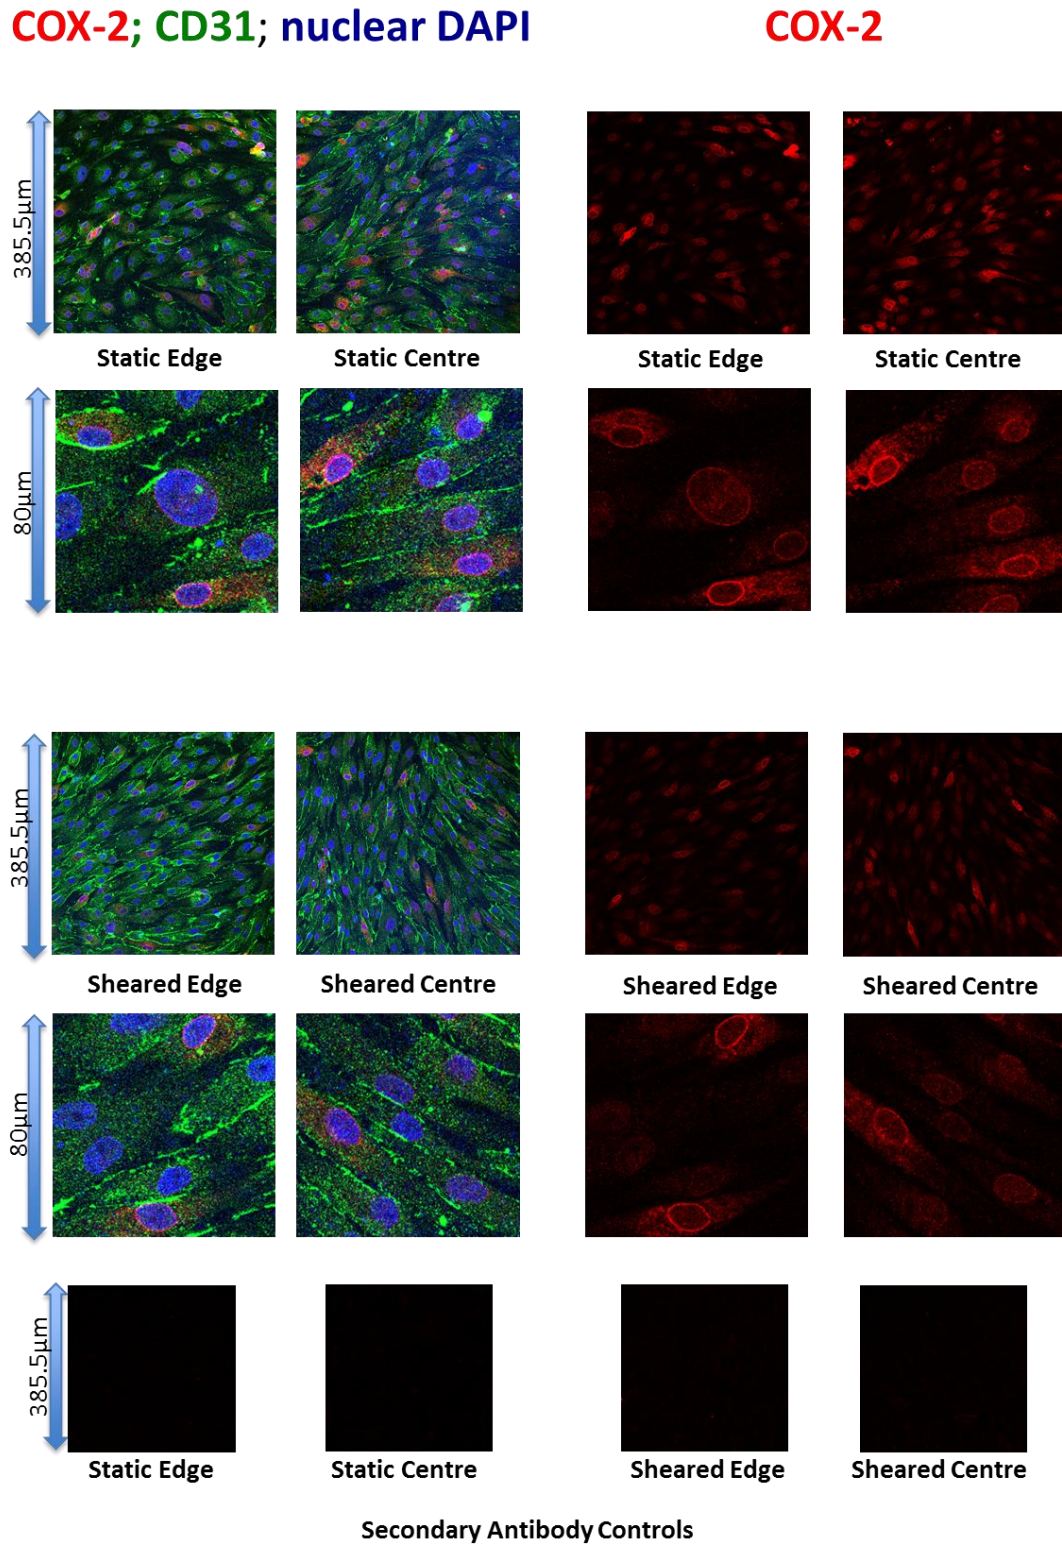 COX-2; CD31; nuclear DAPI COX-2
385.5µm
Static Edge Static Centre Static Edge Static Centre
80µm
385.5µm
Sheared Edge Sheared Centre Sheared Edge Sheared Centre
80µm
385.5µm
Static Edge Static Centre Sheared Edge Sheared Centre
Secondary Antibody Controls